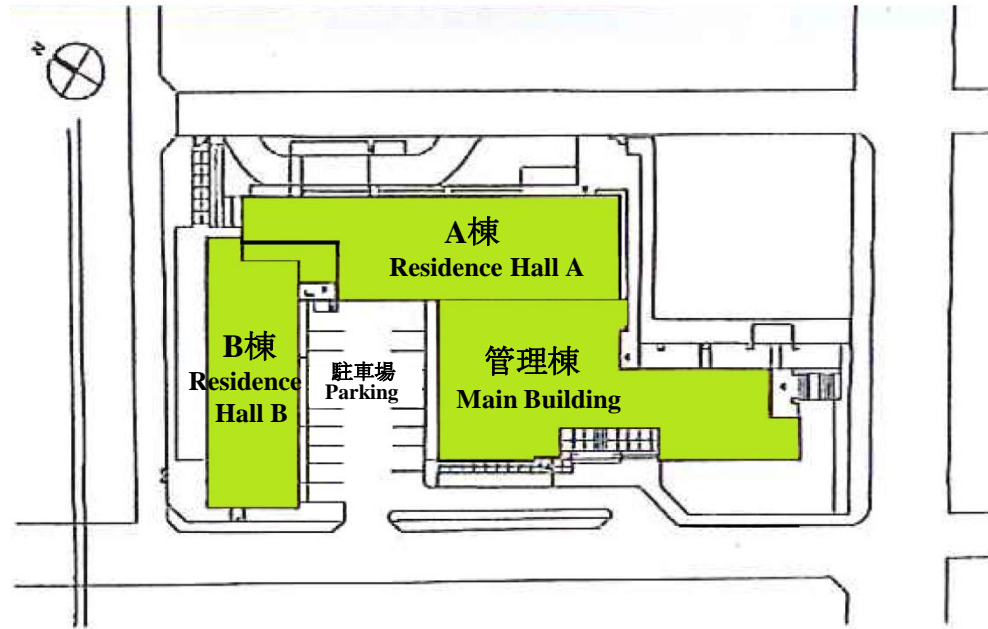 N
A棟
Residence Hall A
B棟
Residence
Hall B
駐車場
Parking
管理棟
Main Building